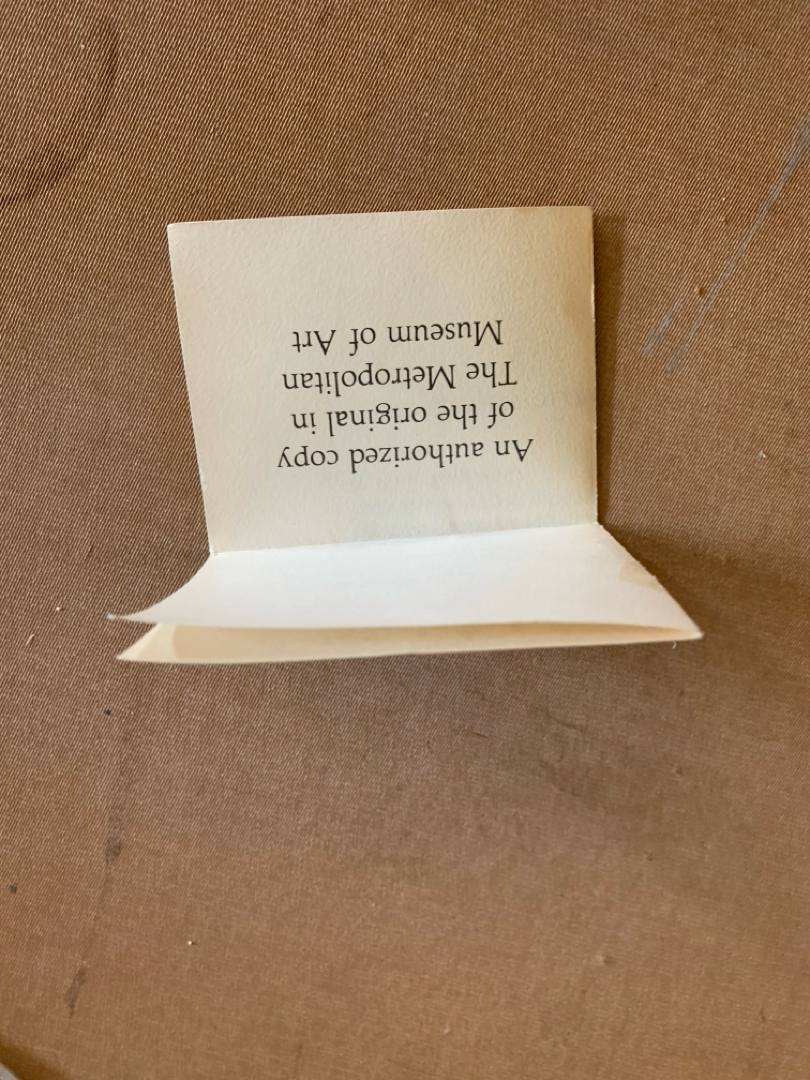 An authorized copy
of the original in
The Metropolitan
Museum of Art